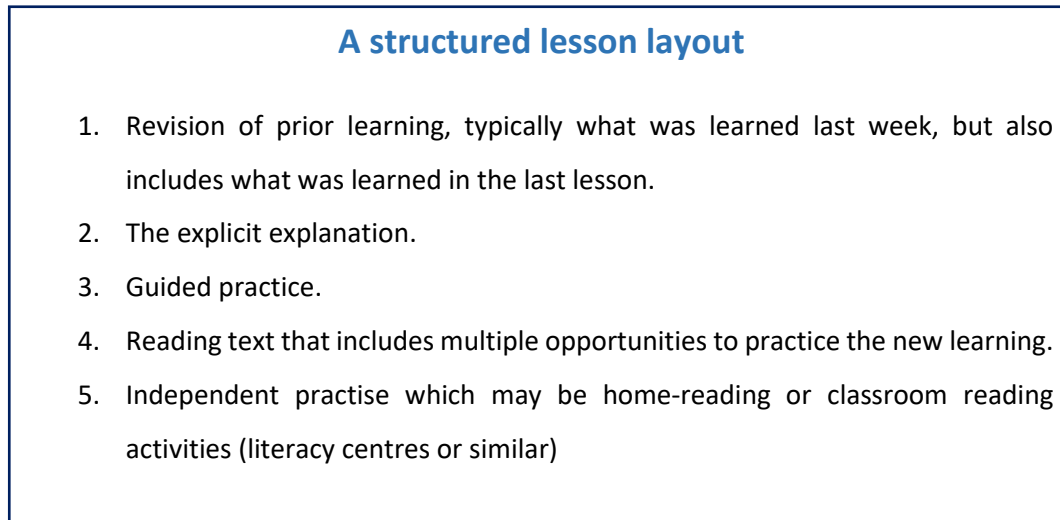 A structured lesson layout
1. Revision of prior learning, typically what was learned last week, but also
includes what was learned in the last lesson.
2. The explicit explanation.
3. Guided practice.
4. Reading text that includes multiple opportunities to practice the new learning.
5. Independent practise which may be home-reading or classroom reading
activities (literacy centres or similar)